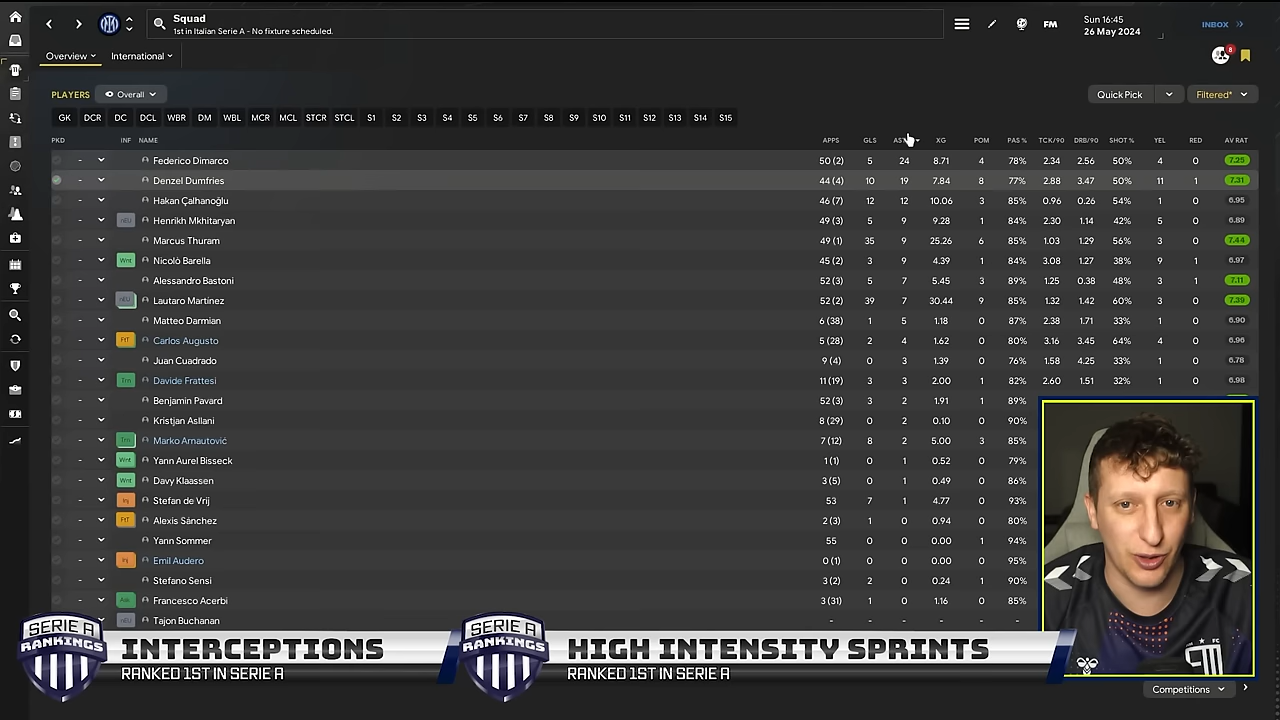 Squad
1st in Italian Serie A - No fixture scheduled.
FM
Sun 16:45
26 May 2024
INBOX
Overview
International
8
PLAYERS
Overall
Quick Pick
Filtered*
GK DCR DC DCL WBR DM WBL MCR MCL STCR STCL S1 S2 S3 S4 S5 S6 S7 S8 S9 S10 S11 S12 S13 S14 S15
PKD INF NAME APPS GLS AST XG POM PAS % TCK/90 DRB/90 SHOT % YEL RED AV RAT
- Federico Dimarco 50 (2) 5 24 8.71 4 78% 2.34 2.56 50% 4 0 7.25
- Denzel Dumfries 44 (4) 10 19 7.84 8 77% 2.88 3.47 50% 11 1 7.31
- Hakan Çalhanoğlu 46 (7) 12 12 10.06 3 85% 0.96 0.26 54% 1 0 6.95
- nEU Henrikh Mkhitaryan 49 (3) 5 9 9.28 1 84% 2.30 1.14 42% 5 0 6.89
- Marcus Thuram 49 (1) 35 9 25.26 6 85% 1.03 1.29 56% 3 0 7.44
- Wnt Nicolò Barella 45 (2) 3 9 4.39 1 84% 3.08 1.27 38% 9 1 6.97
- Alessandro Bastoni 52 (3) 5 7 5.45 3 89% 1.25 0.38 48% 3 1 7.11
- nEU Lautaro Martínez 52 (2) 39 7 30.44 9 85% 1.32 1.42 60% 3 0 7.39
- Matteo Darmian 6 (38) 1 5 1.18 0 87% 2.38 1.71 33% 1 0 6.90
- FtT Carlos Augusto 5 (28) 2 4 1.62 0 80% 3.16 3.45 64% 4 0 6.96
- Juan Cuadrado 9 (4) 0 3 1.39 0 76% 1.58 4.25 33% 1 0 6.78
- Trn Davide Frattesi 11 (19) 3 3 2.00 1 82% 2.60 1.51 32% 1 0 6.98
- Benjamin Pavard 52 (3) 3 2 1.91 1 89%
- Kristjan Asllani 8 (29) 0 2 0.10 0 90%
- Trn Marko Arnautović 7 (12) 8 2 5.00 3 85%
- Wnt Yann Aurel Bisseck 1 (1) 0 1 0.52 0 79%
- Wnt Davy Klaassen 3 (5) 0 1 0.49 0 86%
- Inj Stefan de Vrij 53 7 1 4.77 0 93%
- FtT Alexis Sánchez 2 (3) 1 0 0.94 0 80%
- Yann Sommer 55 0 0 0.00 1 94%
- Inj Emil Audero 0 (1) 0 0 0.00 0 95%
- Stefano Sensi 3 (2) 2 0 0.24 1 90%
- Ask Francesco Acerbi 3 (31) 1 0 1.16 0 85%
- nEU Tajon Buchanan - - - - - -
SERIE A
RANKINGS
INTERCEPTIONS
RANKED 1ST IN SERIE A
SERIE A
RANKINGS
HIGH INTENSITY SPRINTS
RANKED 1ST IN SERIE A
Competitions